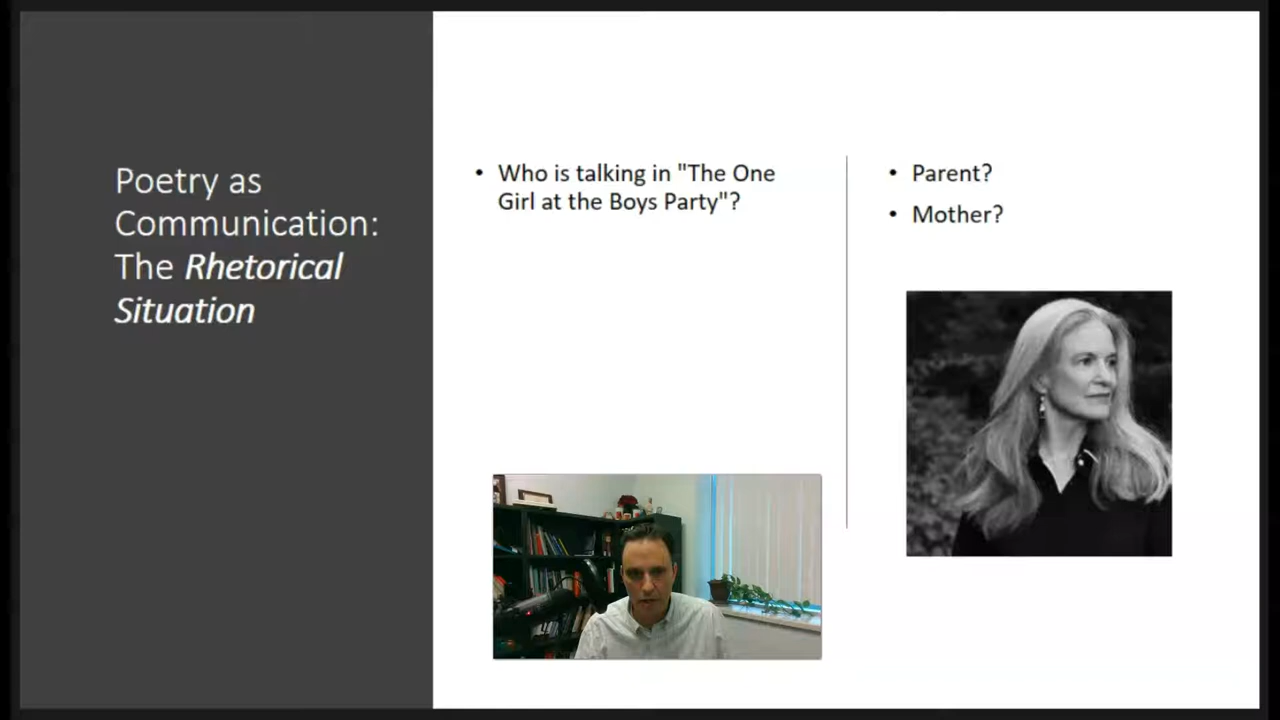 Poetry as
Communication:
The Rhetorical
Situation
• Who is talking in "The One
Girl at the Boys Party"?
• Parent?
• Mother?